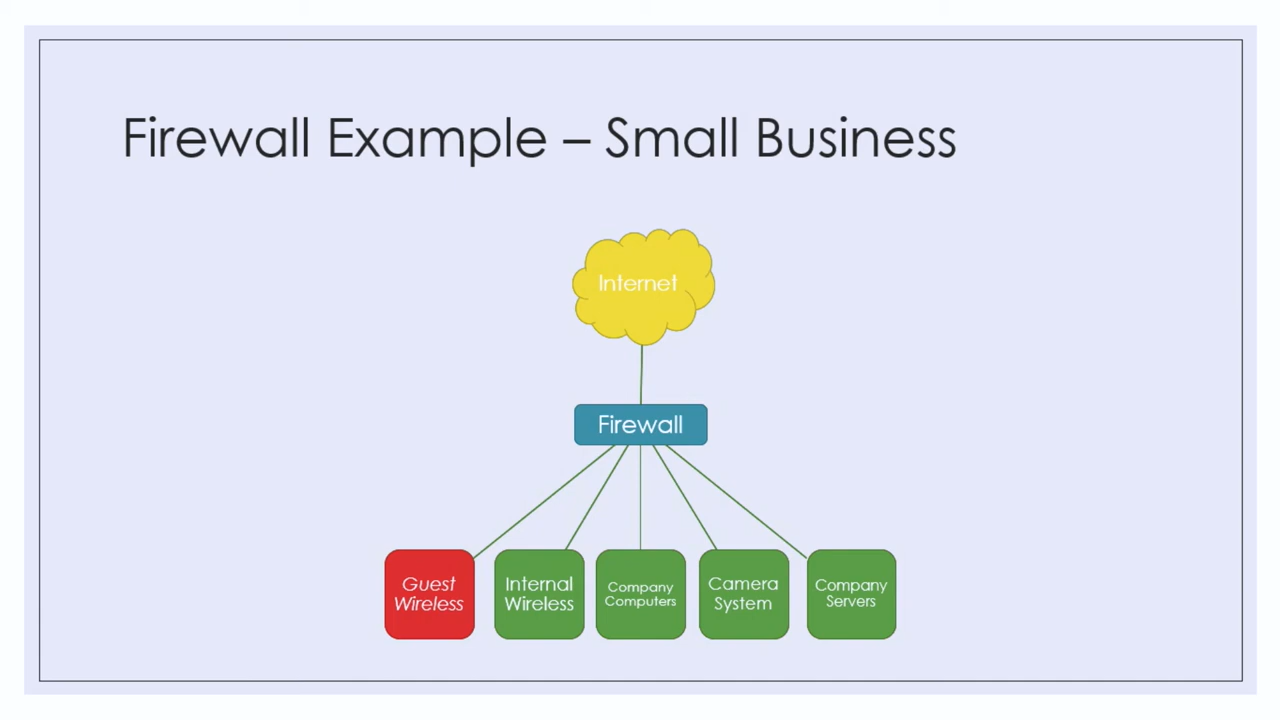 Firewall Example – Small Business
Internet
Firewall
Guest
Wireless
Internal
Wireless
Company
Computers
Camera
System
Company
Servers